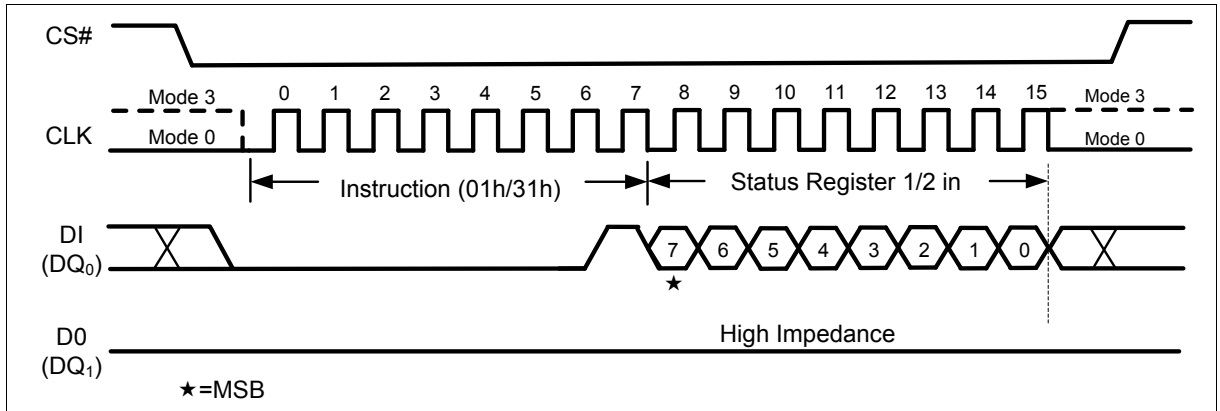 CS#
Mode 3 0 1 2 3 4 5 6 7 8 9 10 11 12 13 14 15 Mode 3
CLK
Mode 0 Mode 0
Instruction (01h/31h) Status Register 1/2 in
DI
(DQ₀)
7 6 5 4 3 2 1 0
★
D0
(DQ₁)
High Impedance
★=MSB